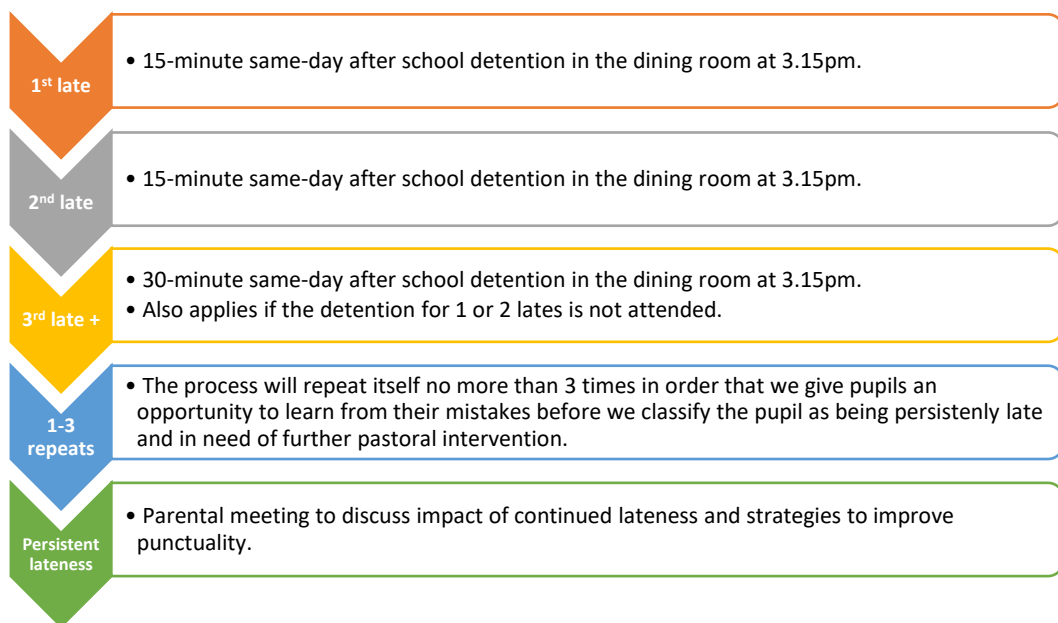 1st late
• 15-minute same-day after school detention in the dining room at 3.15pm.
2nd late
• 15-minute same-day after school detention in the dining room at 3.15pm.
3rd late +
• 30-minute same-day after school detention in the dining room at 3.15pm.
• Also applies if the detention for 1 or 2 lates is not attended.
1-3
repeats
• The process will repeat itself no more than 3 times in order that we give pupils an
opportunity to learn from their mistakes before we classify the pupil as being persistenly late
and in need of further pastoral intervention.
Persistent
lateness
• Parental meeting to discuss impact of continued lateness and strategies to improve
punctuality.